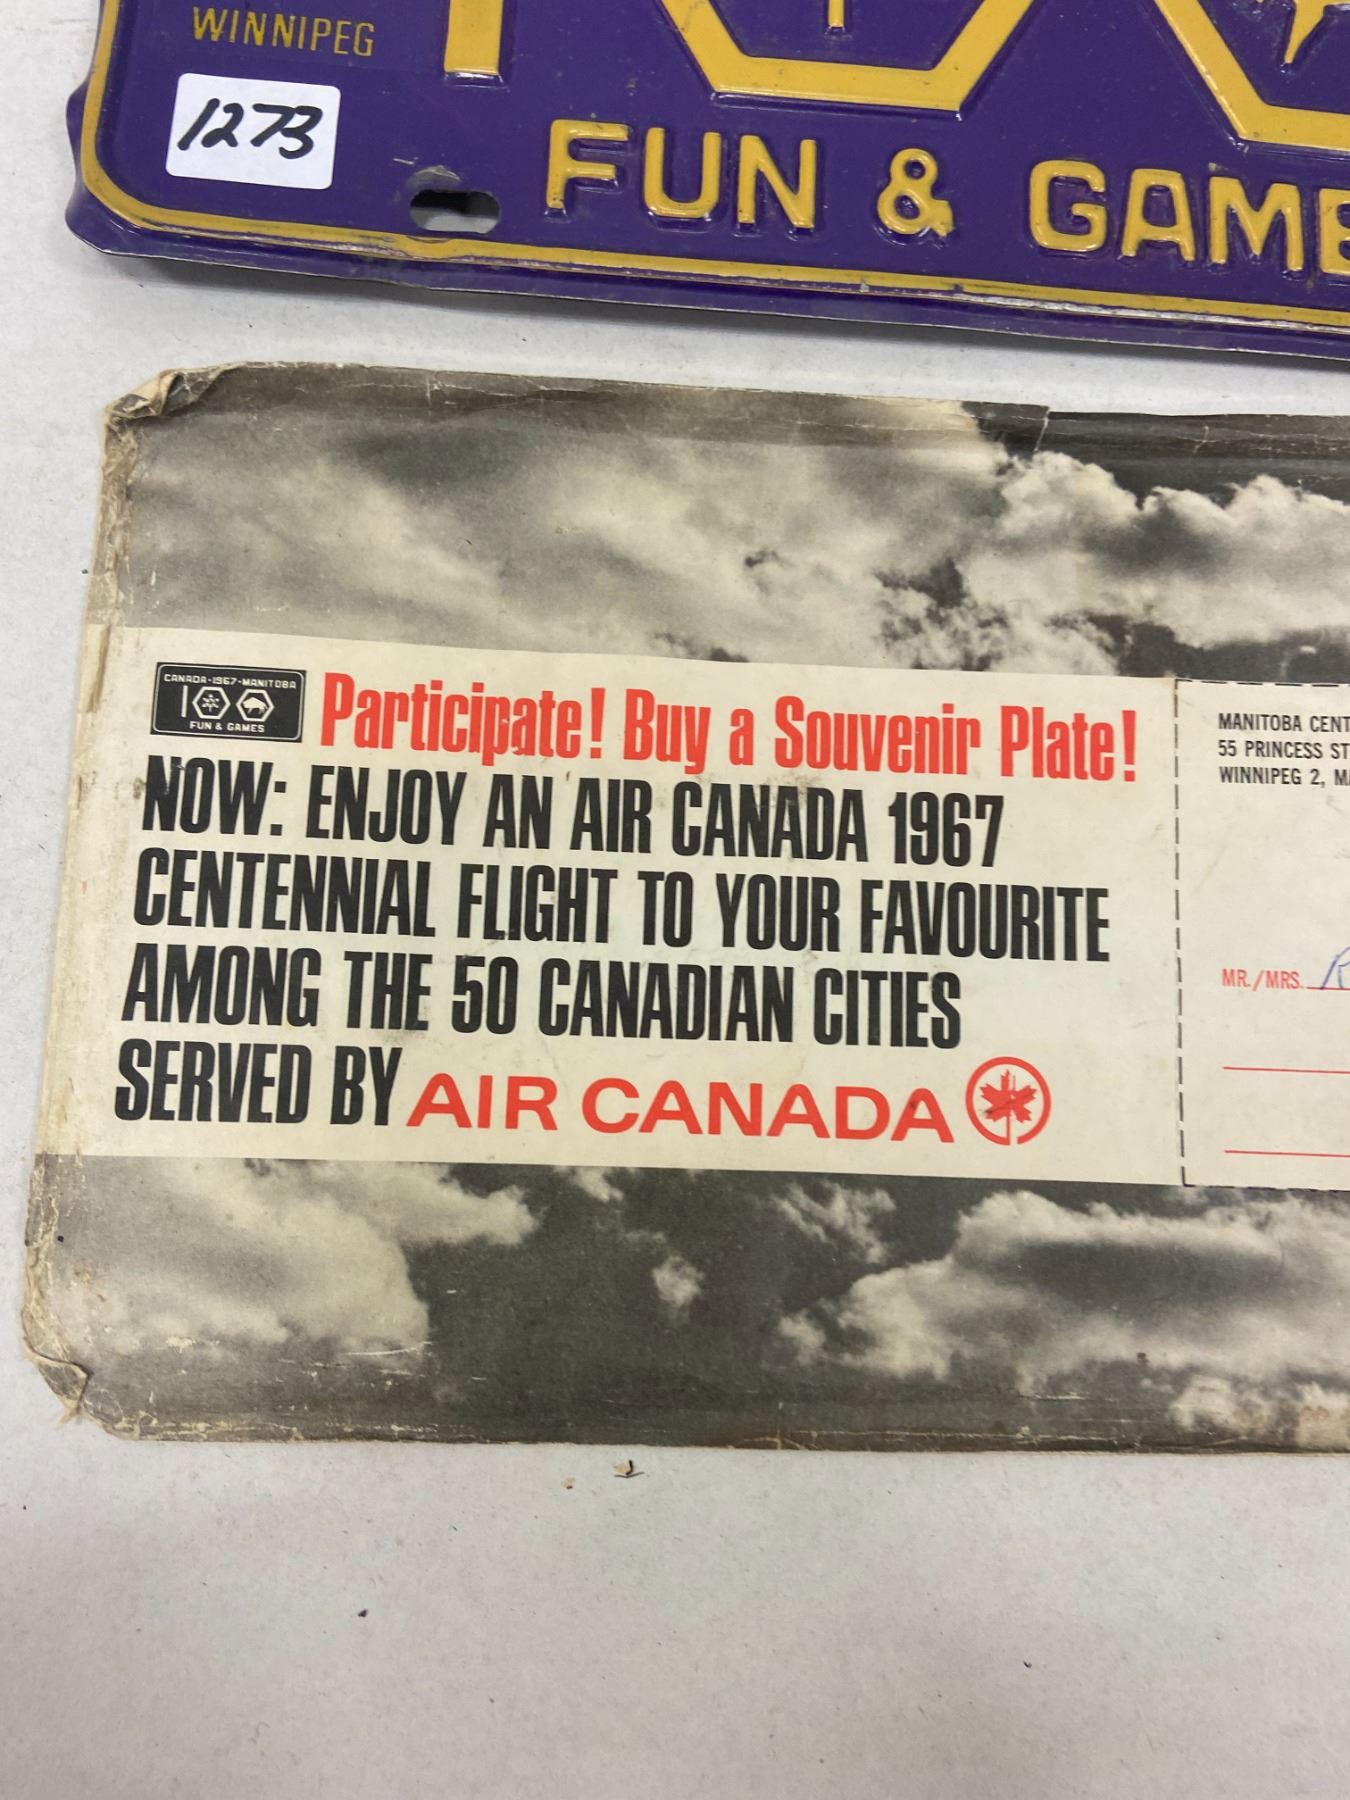 WINNIPEG
1273
FUN & GAME
CANADA·1967·MANITOBA
100
FUN & GAMES
Participate! Buy a Souvenir Plate!
NOW: ENJOY AN AIR CANADA 1967
CENTENNIAL FLIGHT TO YOUR FAVOURITE
AMONG THE 50 CANADIAN CITIES
SERVED BY AIR CANADA
MANITOBA CENT
55 PRINCESS ST
WINNIPEG 2, MA
MR./MRS.